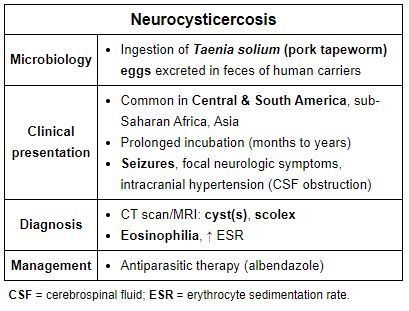 Neurocysticercosis
Microbiology
• Ingestion of Taenia solium (pork tapeworm)
eggs excreted in feces of human carriers
Clinical
presentation
• Common in Central & South America, sub-
Saharan Africa, Asia
• Prolonged incubation (months to years)
• Seizures, focal neurologic symptoms,
intracranial hypertension (CSF obstruction)
Diagnosis
• CT scan/MRI: cyst(s), scolex
• Eosinophilia, ↑ ESR
Management
• Antiparasitic therapy (albendazole)
CSF = cerebrospinal fluid; ESR = erythrocyte sedimentation rate.